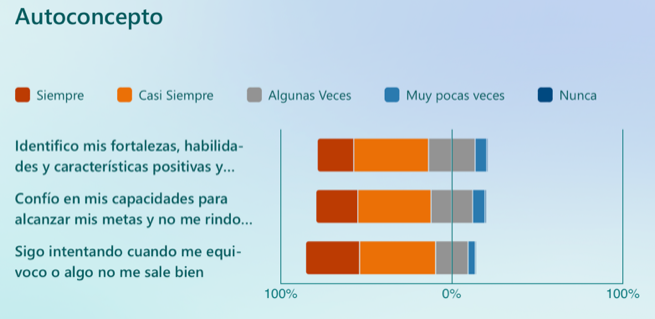 Autoconcepto
Siempre
Casi Siempre
Algunas Veces
Muy pocas veces
Nunca
Identifico mis fortalezas, habilida-
des y características positivas y...
Confío en mis capacidades para
alcanzar mis metas y no me rindo...
Sigo intentando cuando me equi-
voco o algo no me sale bien
100%
0%
100%